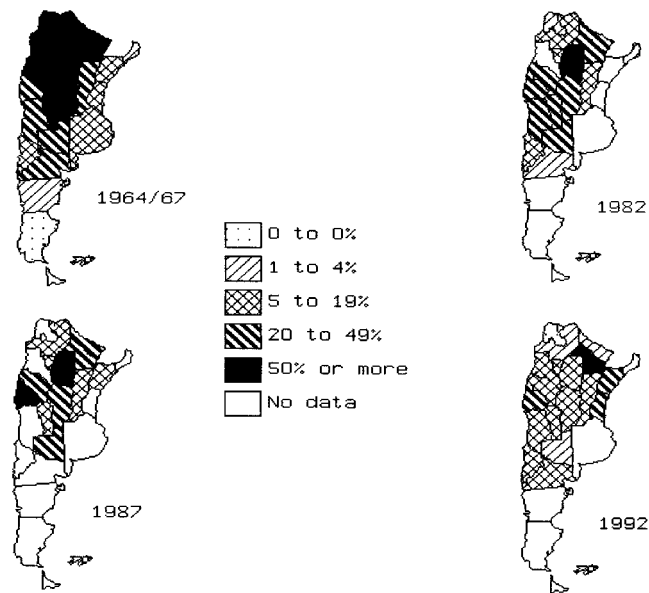 1964/67
1982
0 to 0%
1 to 4%
5 to 19%
20 to 49%
50% or more
No data
1987
1992